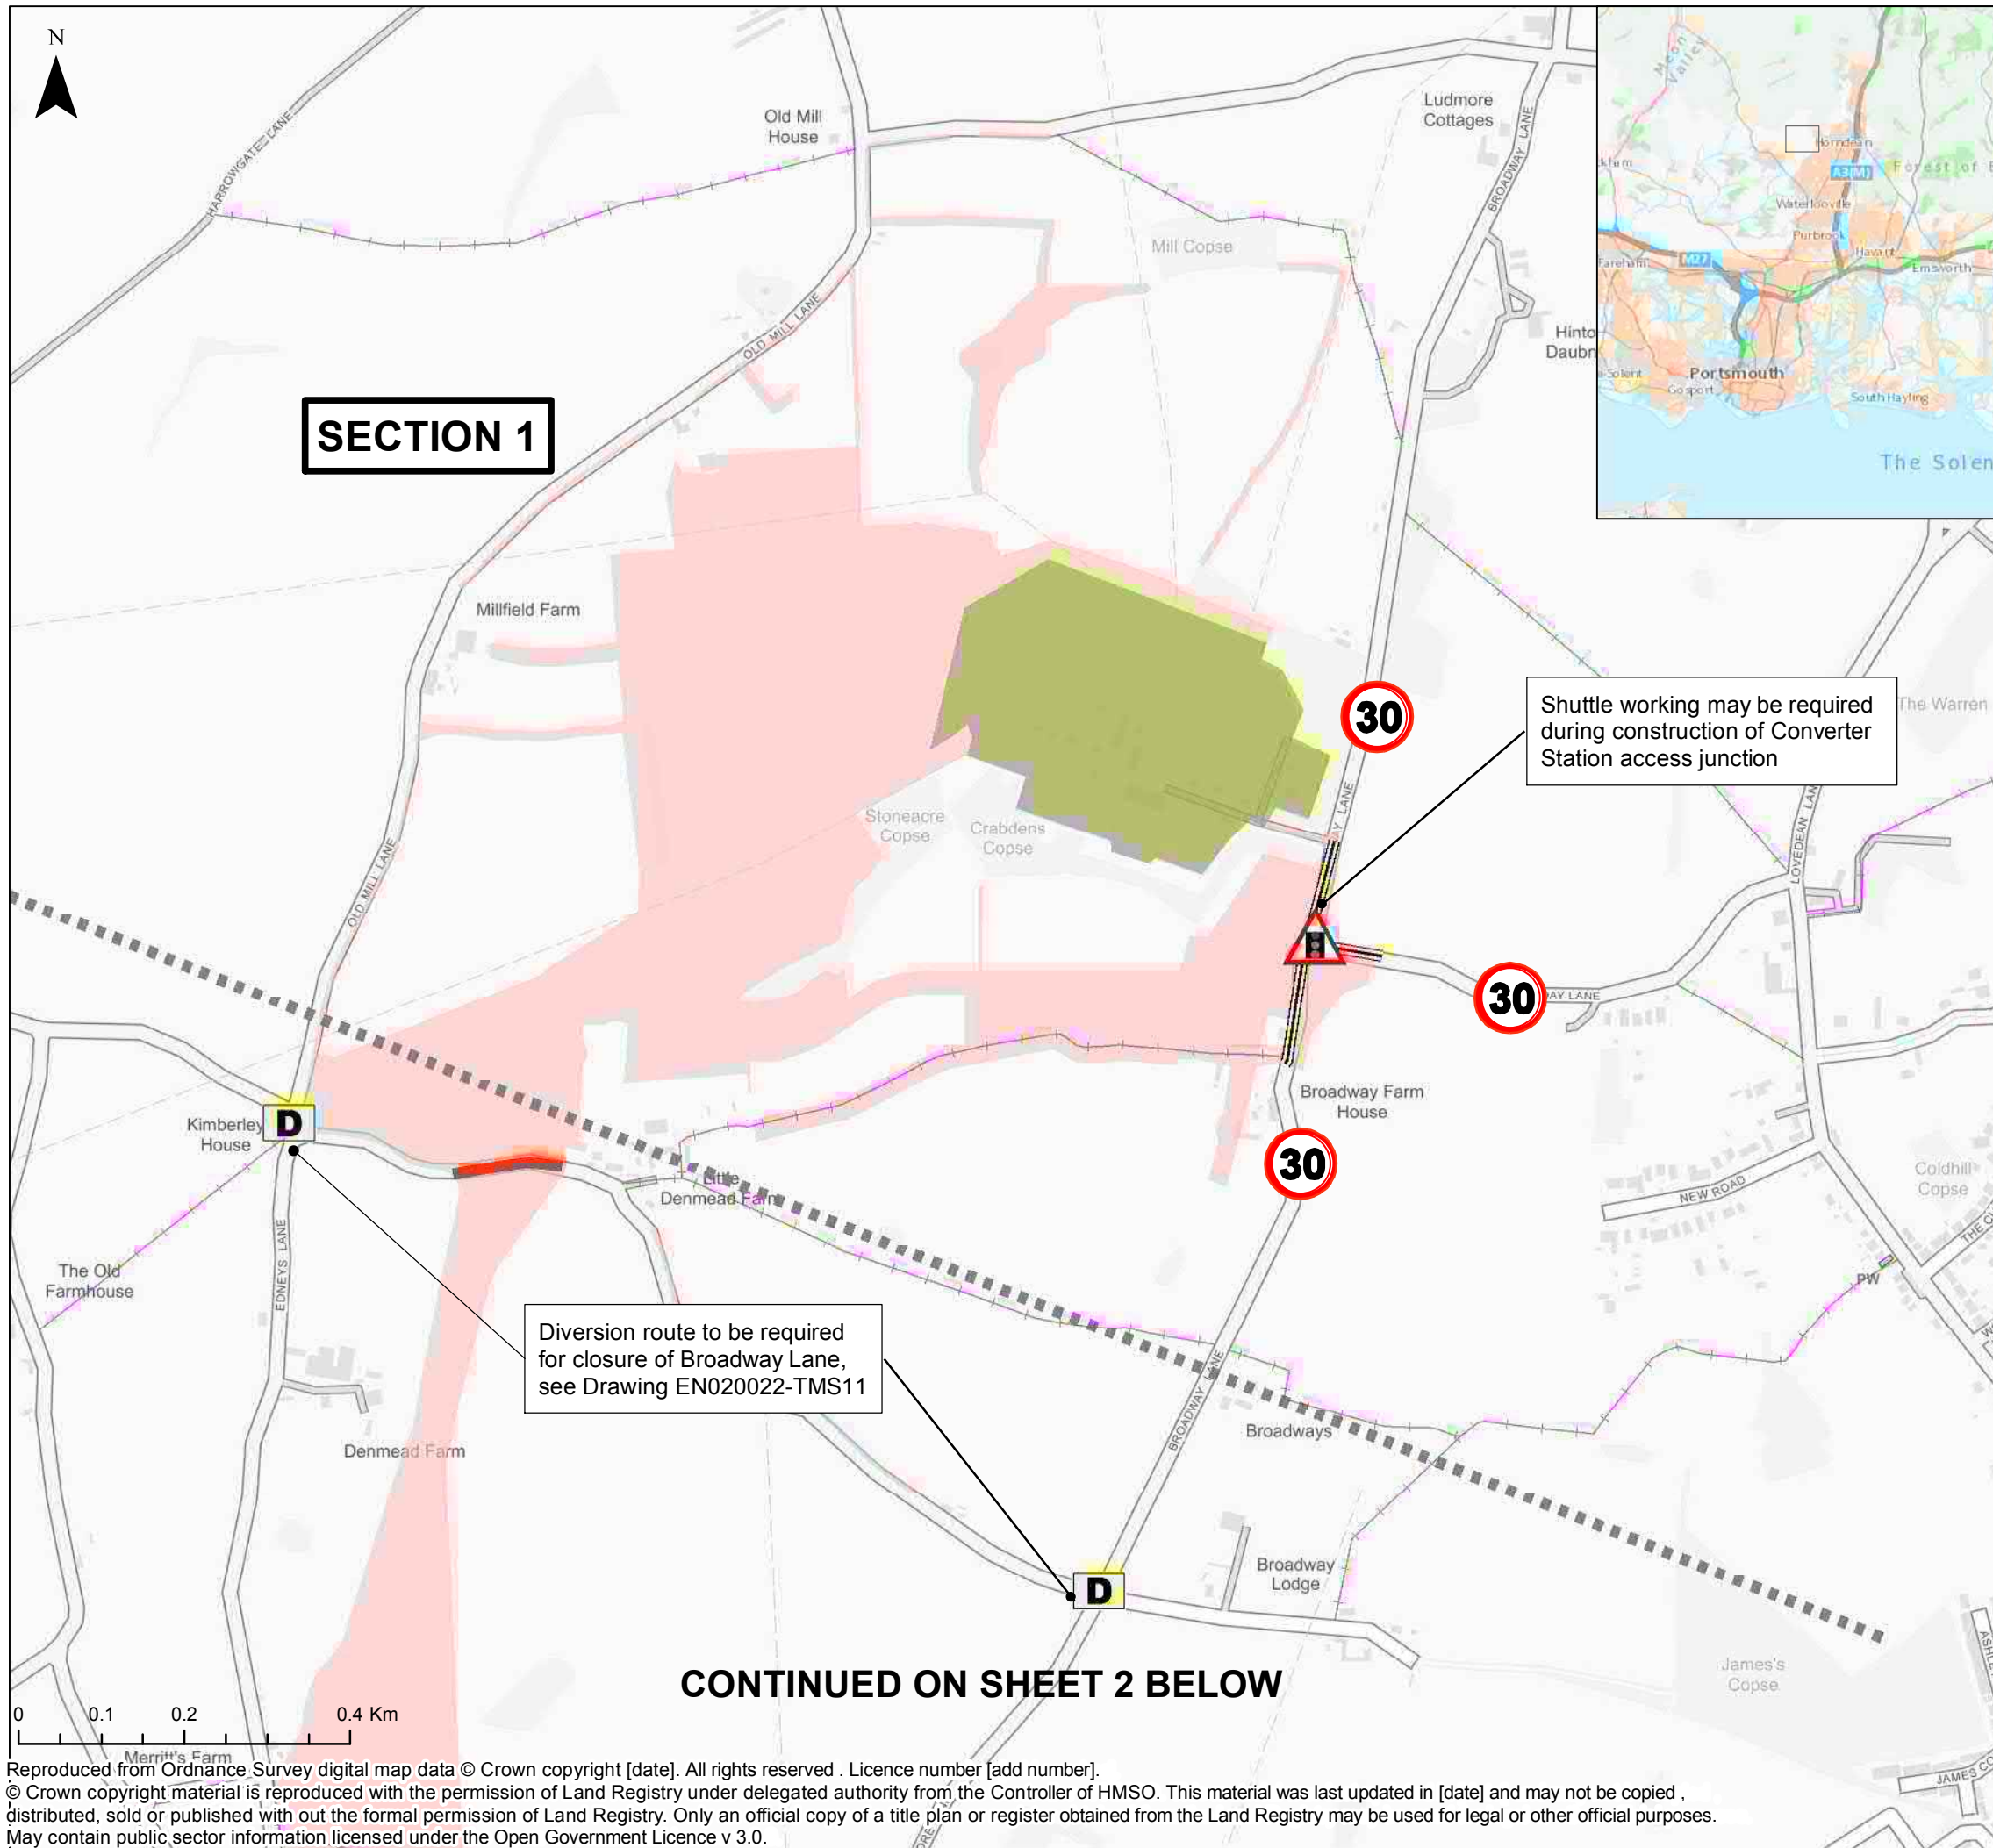 N
HARROWGATE LANE
Old Mill
House
OLD MILL LANE
Ludmore
Cottages
BROADWAY LANE
Mill Copse
Meon
Valley
Horndean
A3(M)
Forest of
Waterlooville
Purbrook
Havant
Emsworth
Fareham
M27
Portsmouth
Gosport
South Hayling
The Solen
Hinto
Daubn
SECTION 1
Millfield Farm
30
Shuttle working may be required
during construction of Converter
Station access junction
The Warren
Stoneacre
Copse
Crabdens
Copse
AY LANE
LOVEDEAN LAN
OLD MILL LANE
30
DAY LANE
Broadway Farm
House
30
Kimberley
House
D
Little
Denmead Farm
NEW ROAD
Coldhill
Copse
EDNEYS LANE
The Old
Farmhouse
PW
Diversion route to be required
for closure of Broadway Lane,
see Drawing EN020022-TMS11
BROADWAY LANE
Broadways
Denmead Farm
Broadway
Lodge
D
James's
Copse
CONTINUED ON SHEET 2 BELOW
0 0.1 0.2 0.4 Km
Merritt's Farm
JAMES CO
Reproduced from Ordnance Survey digital map data © Crown copyright [date]. All rights reserved . Licence number [add number].
© Crown copyright material is reproduced with the permission of Land Registry under delegated authority from the Controller of HMSO. This material was last updated in [date] and may not be copied ,
distributed, sold or published with out the formal permission of Land Registry. Only an official copy of a title plan or register obtained from the Land Registry may be used for legal or other official purposes.
May contain public sector information licensed under the Open Government Licence v 3.0.